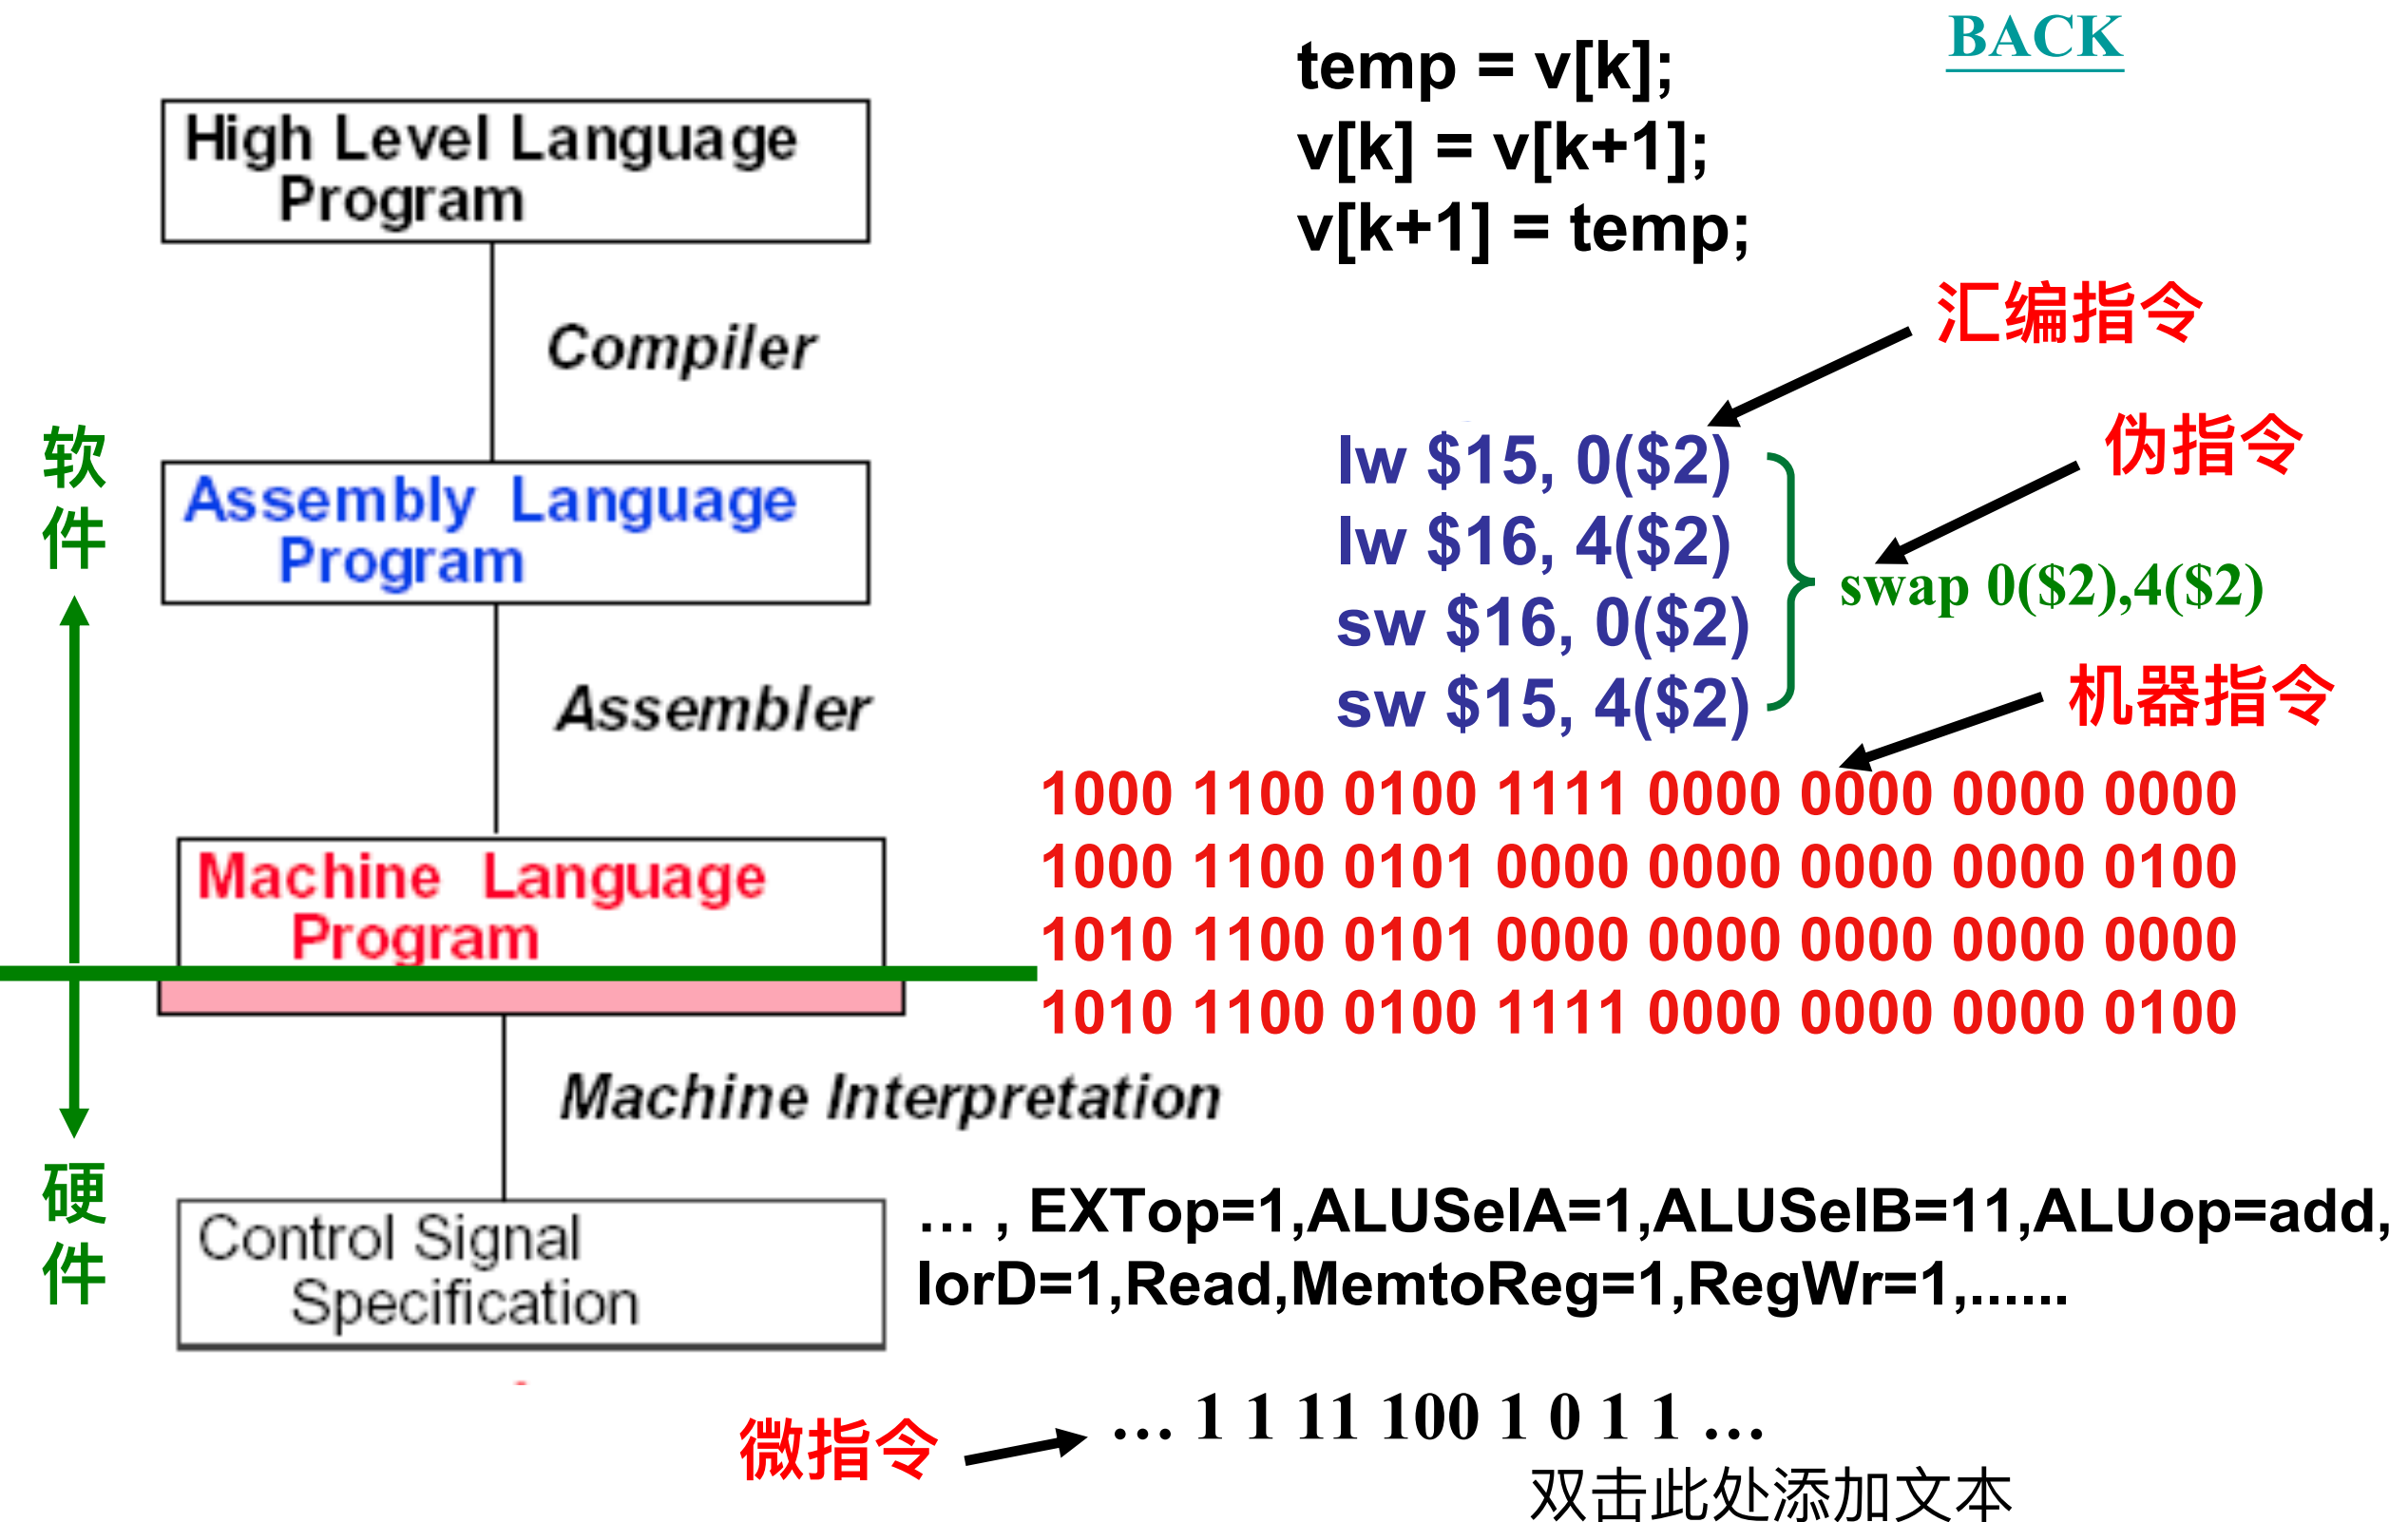 BACK
temp = v[k];
v[k] = v[k+1];
v[k+1] = temp;
High Level Language
Program
Compiler
汇编指令
软件
Assembly Language
Program
lw $15, 0($2)
lw $16, 4($2)
sw $16, 0($2)
sw $15, 4($2)
伪指令
swap 0($2),4($2)
Assembler
机器指令
Machine Language
Program
1000 1100 0100 1111 0000 0000 0000 0000
1000 1100 0101 0000 0000 0000 0000 0100
1010 1100 0101 0000 0000 0000 0000 0000
1010 1100 0100 1111 0000 0000 0000 0100
Machine Interpretation
硬件
Control Signal
Specification
… , EXTop=1,ALUSelA=1,ALUSelB=11,ALUop=add,
IorD=1,Read,MemtoReg=1,RegWr=1,......
微指令
… 1 1 11 100 1 0 1 1 …
双击此处添加文本